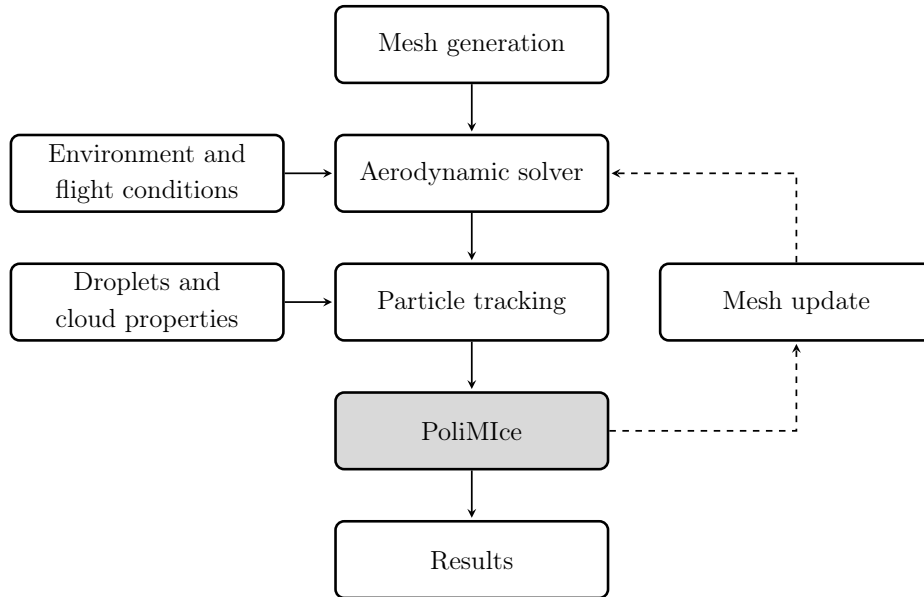 Mesh generation
Environment and
flight conditions
Aerodynamic solver
Droplets and
cloud properties
Particle tracking
Mesh update
PoliMIce
Results